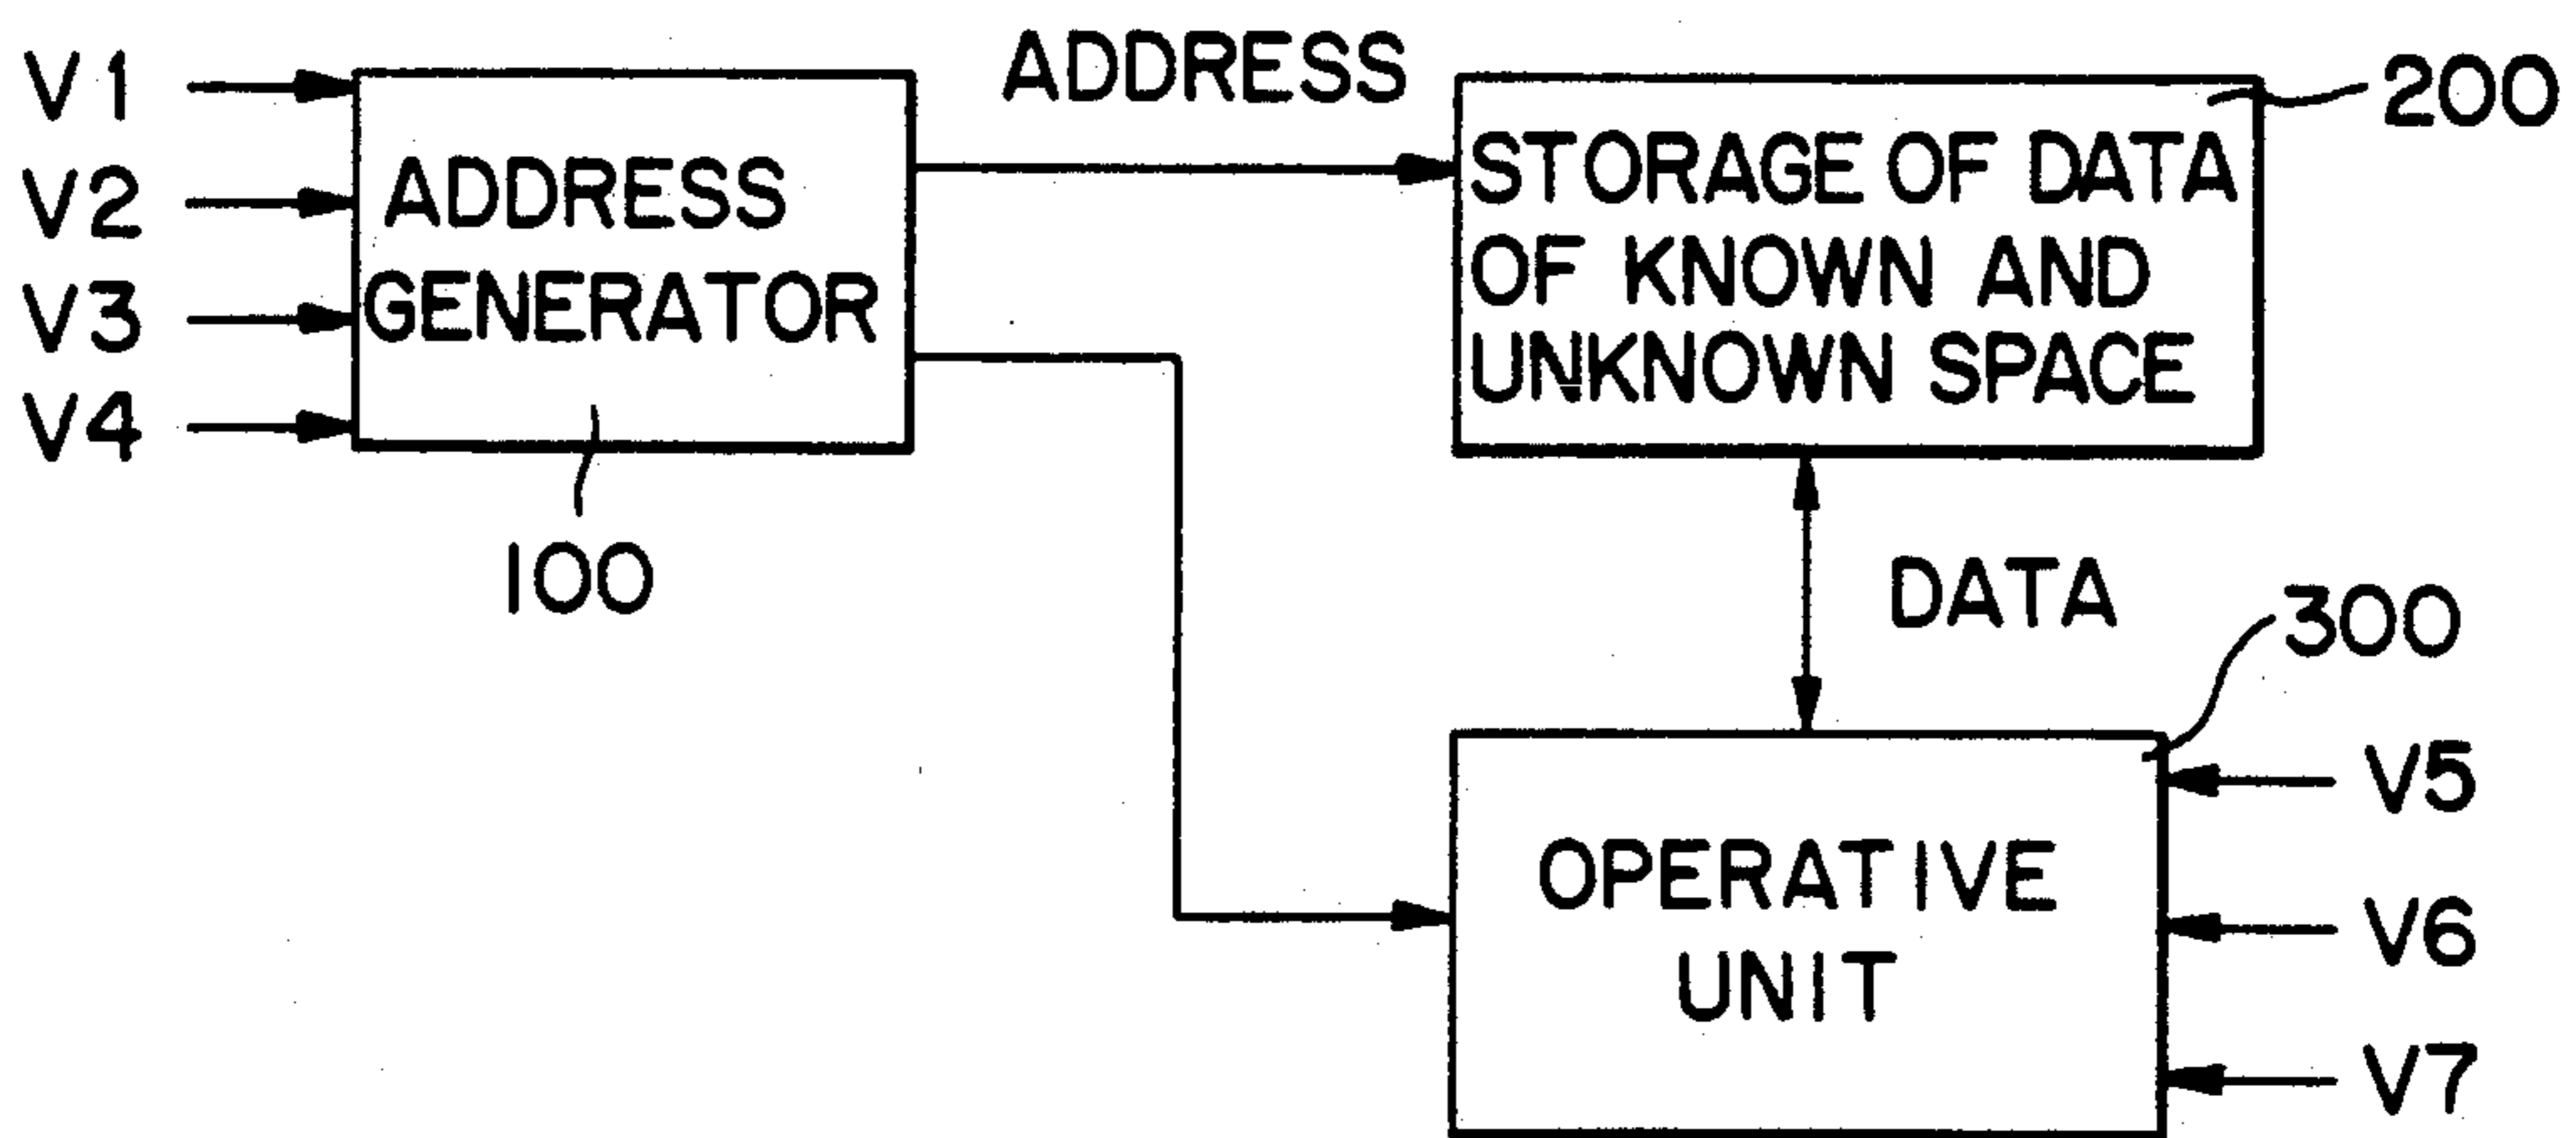 V1
V2
V3
V4
ADDRESS
GENERATOR
100
ADDRESS
200
STORAGE OF DATA
OF KNOWN AND
UNKNOWN SPACE
DATA
300
OPERATIVE
UNIT
V5
V6
V7